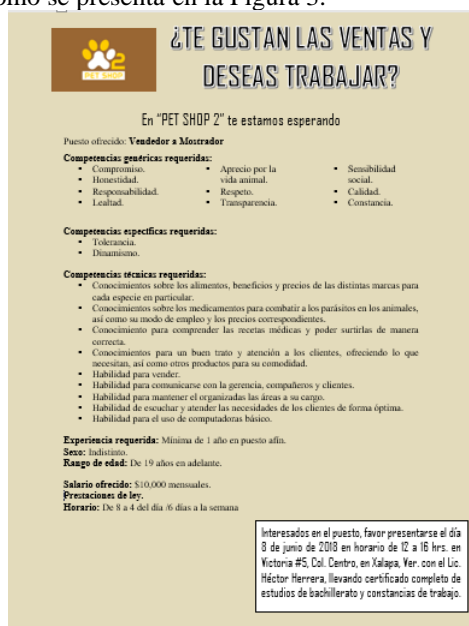 como se presenta en la Figura 3.
2
PET SHOP
¿TE GUSTAN LAS VENTAS Y
DESEAS TRABAJAR?
En “PET SHOP 2” te estamos esperando
Puesto ofrecido: Vendedor a Mostrador
Competencias genéricas requeridas:
• Compromiso.
• Honestidad.
• Responsabilidad.
• Lealtad.
• Aprecio por la
vida animal.
• Respeto.
• Transparencia.
• Sensibilidad
social.
• Calidad.
• Constancia.
Competencias específicas requeridas:
• Tolerancia.
• Dinamismo.
Competencias técnicas requeridas:
• Conocimientos sobre los alimentos, beneficios y precios de las distintas marcas para
cada especie en particular.
• Conocimientos sobre los medicamentos para combatir a los parásitos en los animales,
así como su modo de empleo y los precios correspondientes.
• Conocimiento para comprender las recetas médicas y poder surtirlas de manera
correcta.
• Conocimientos para un buen trato y atención a los clientes, ofreciendo lo que
necesitan, así como otros productos para su comodidad.
• Habilidad para vender.
• Habilidad para comunicarse con la gerencia, compañeros y clientes.
• Habilidad para mantener el organizadas las áreas a su cargo.
• Habilidad de escuchar y atender las necesidades de los clientes de forma óptima.
• Habilidad para el uso de computadoras básico.
Experiencia requerida: Mínima de 1 año en puesto afín.
Sexo: Indistinto.
Rango de edad: De 19 años en adelante.
Salario ofrecido: $10,000 mensuales.
Prestaciones de ley.
Horario: De 8 a 4 del día /6 días a la semana
Interesados en el puesto, favor presentarse el día
8 de junio de 2018 en horario de 12 a 16 hrs. en
Victoria #5, Col. Centro, en Xalapa, Ver. con el Lic.
Héctor Herrera, llevando certificado completo de
estudios de bachillerato y constancias de trabajo.